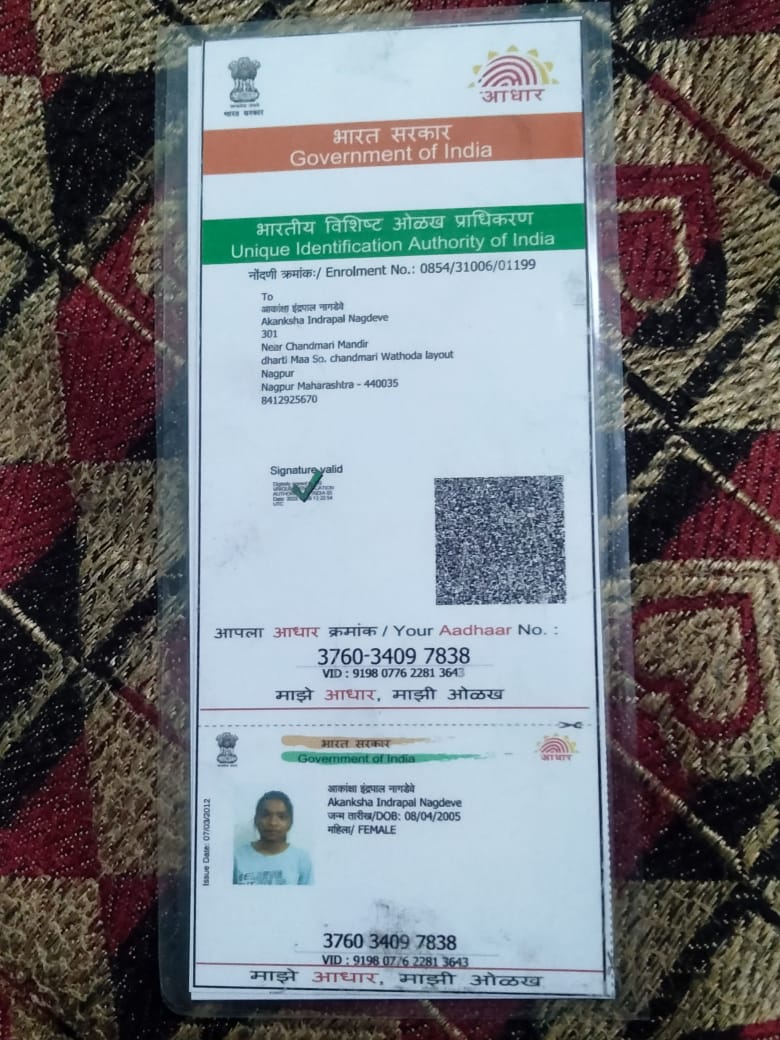 भारत सरकार
आधार
भारत सरकार
Government of India
भारतीय विशिष्ट ओळख प्राधिकरण
Unique Identification Authority of India
नोंदणी क्रमांक:/ Enrolment No.: 0854/31006/01199
To
आकांक्षा इंद्रपाल नागदेवे
Akanksha Indrapal Nagdeve
301
Near Chandmari Mandir
dharti Maa So. chandmari Wathoda layout
Nagpur
Nagpur Maharashtra - 440035
8412925670
Signature valid
आपला आधार क्रमांक / Your Aadhaar No. :
3760-3409 7838
VID : 9198 0776 2281 3643
माझे आधार, माझी ओळख
भारत सरकार
Government of India
आधार
आकांक्षा इंद्रपाल नागदेवे
Akanksha Indrapal Nagdeve
जन्म तारीख/DOB: 08/04/2005
महिला/ FEMALE
Issue Date: 07/03/2012
3760 3409 7838
VID : 9198 0776 2281 3643
माझे आधार, माझी ओळख